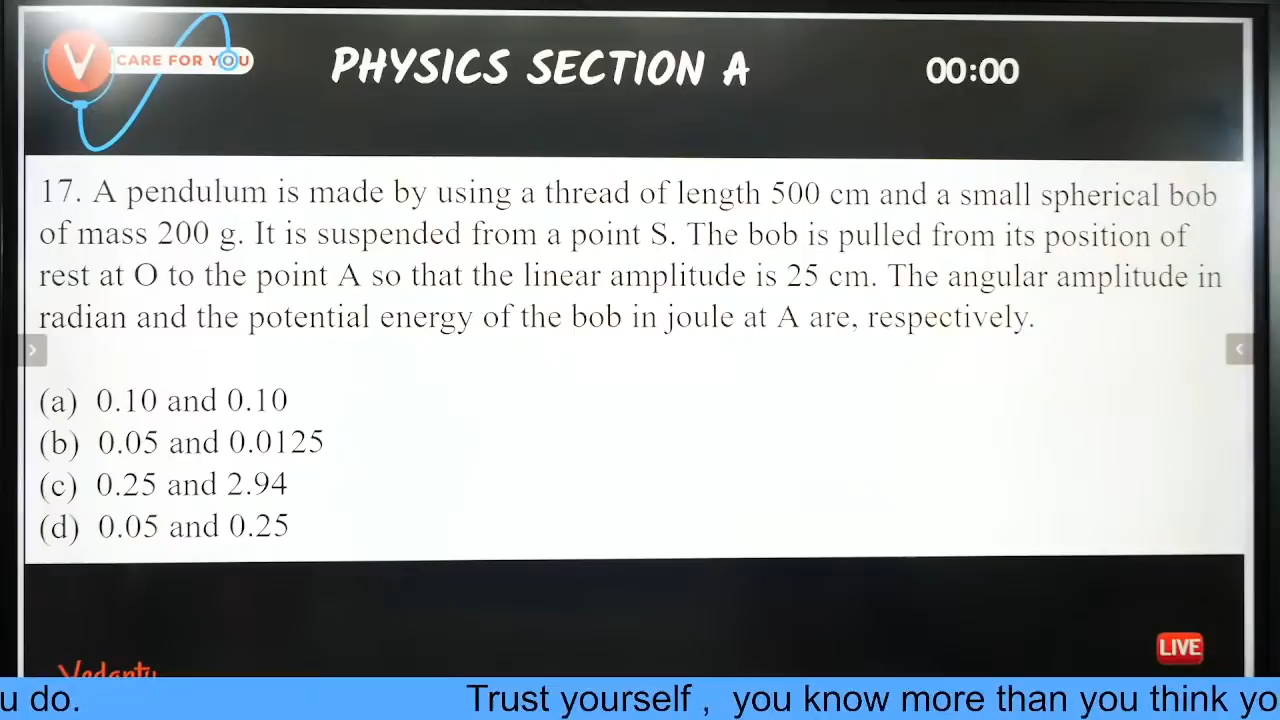 V
CARE FOR YOU
PHYSICS SECTION A
00:00
17. A pendulum is made by using a thread of length 500 cm and a small spherical bob
of mass 200 g. It is suspended from a point S. The bob is pulled from its position of
rest at O to the point A so that the linear amplitude is 25 cm. The angular amplitude in
radian and the potential energy of the bob in joule at A are, respectively.
(a) 0.10 and 0.10
(b) 0.05 and 0.0125
(c) 0.25 and 2.94
(d) 0.05 and 0.25
LIVE
Vedantu
u do.
Trust yourself , you know more than you think yo